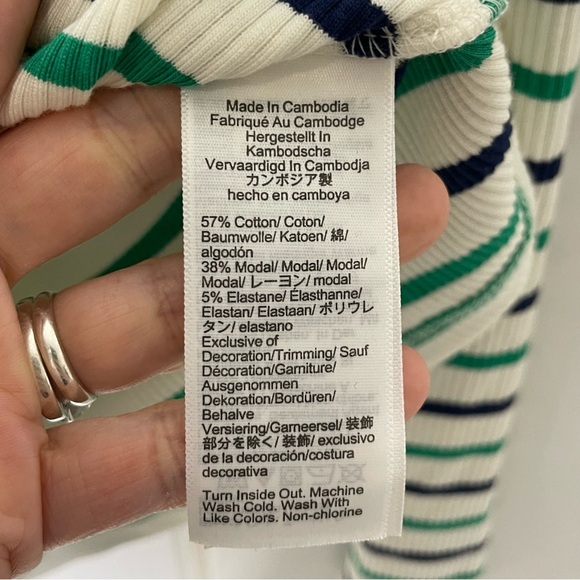 Made In Cambodia
Fabriqué Au Cambodge
Hergestellt In
Kambodscha
Vervaardigd In Cambodja
カンボジア製
hecho en camboya
57% Cotton/ Coton/
Baumwolle/ Katoen/ 綿/
algodón
38% Modal/ Modal/ Modal/
Modal/ レーヨン/ modal
5% Elastane/ Élasthanne/
Elastan/ Elastaan/ ポリウレ
タン/ elastano
Exclusive of
Decoration/Trimming/ Sauf
Décoration/Garniture/
Ausgenommen
Dekoration/Bordüren/
Behalve
Versiering/Garneersel/ 装飾
部分を除く/ 装飾/ exclusivo
de la decoración/costura
decorativa
Turn Inside Out. Machine
Wash Cold. Wash With
Like Colors. Non-chlorine